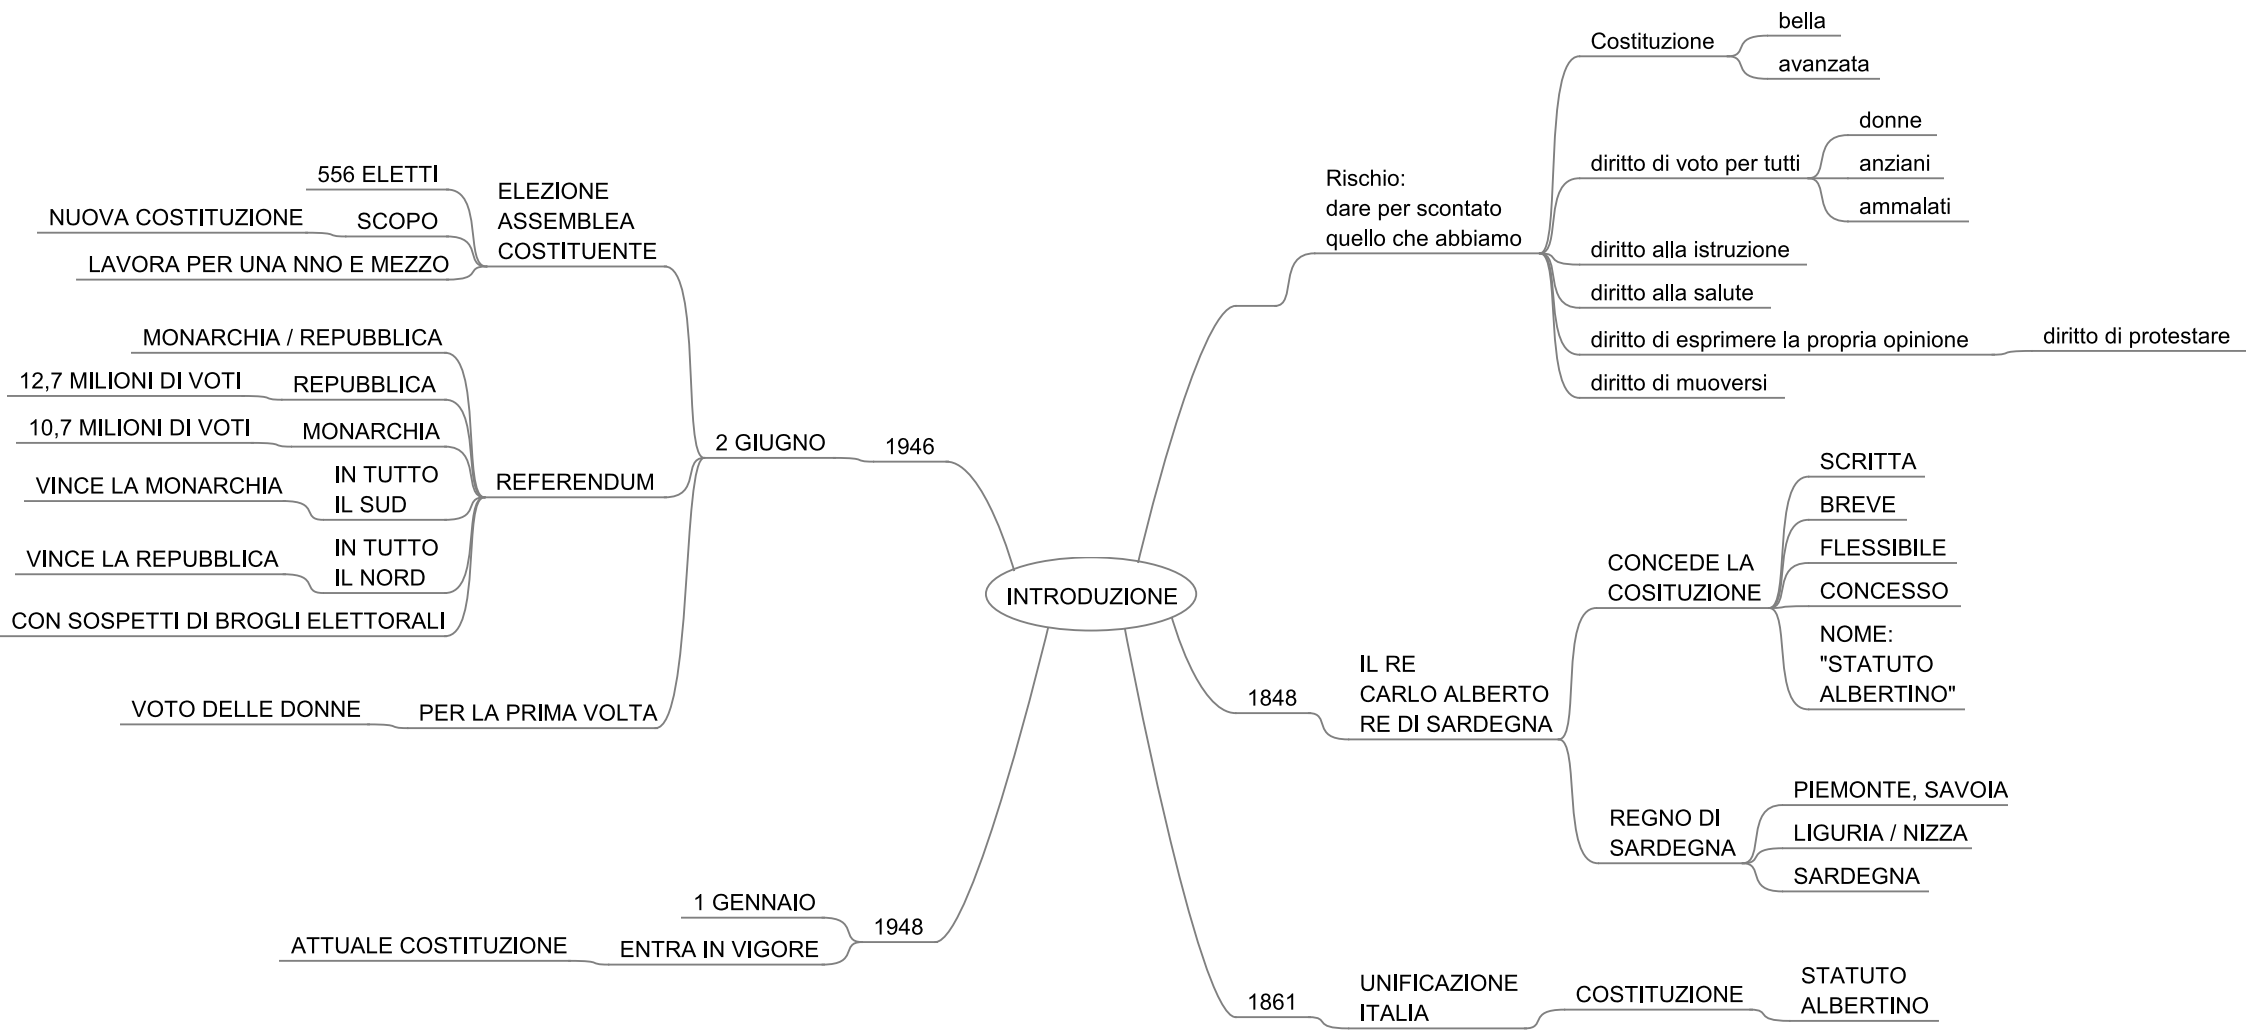 INTRODUZIONE
Rischio:
dare per scontato
quello che abbiamo
Costituzione
bella
avanzata
diritto di voto per tutti
donne
anziani
ammalati
diritto alla istruzione
diritto alla salute
diritto di esprimere la propria opinione
diritto di protestare
diritto di muoversi
1848
IL RE
CARLO ALBERTO
RE DI SARDEGNA
CONCEDE LA
COSITUZIONE
SCRITTA
BREVE
FLESSIBILE
CONCESSO
NOME:
"STATUTO
ALBERTINO"
REGNO DI
SARDEGNA
PIEMONTE, SAVOIA
LIGURIA / NIZZA
SARDEGNA
1861
UNIFICAZIONE
ITALIA
COSTITUZIONE
STATUTO
ALBERTINO
1946
2 GIUGNO
ELEZIONE
ASSEMBLEA
COSTITUENTE
556 ELETTI
SCOPO
NUOVA COSTITUZIONE
LAVORA PER UNA NNO E MEZZO
REFERENDUM
MONARCHIA / REPUBBLICA
REPUBBLICA
12,7 MILIONI DI VOTI
MONARCHIA
10,7 MILIONI DI VOTI
IN TUTTO
IL SUD
VINCE LA MONARCHIA
IN TUTTO
IL NORD
VINCE LA REPUBBLICA
CON SOSPETTI DI BROGLI ELETTORALI
PER LA PRIMA VOLTA
VOTO DELLE DONNE
1948
1 GENNAIO
ENTRA IN VIGORE
ATTUALE COSTITUZIONE